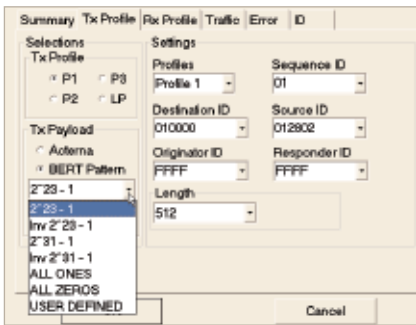 Summary Tx Profile Rx Profile Traffic Error ID
Selections
Tx Profile
P1 P3
P2 LP
Tx Payload
Acterna
BERT Pattern
2^23 - 1
2^23 - 1
Inv 2^23 - 1
2^31 - 1
Inv 2^31 - 1
ALL ONES
ALL ZEROS
USER DEFINED
Settings
Profiles Sequence ID
Profile 1 01
Destination ID Source ID
010000 012802
Originator ID Responder ID
FFFF FFFF
Length
512
Cancel